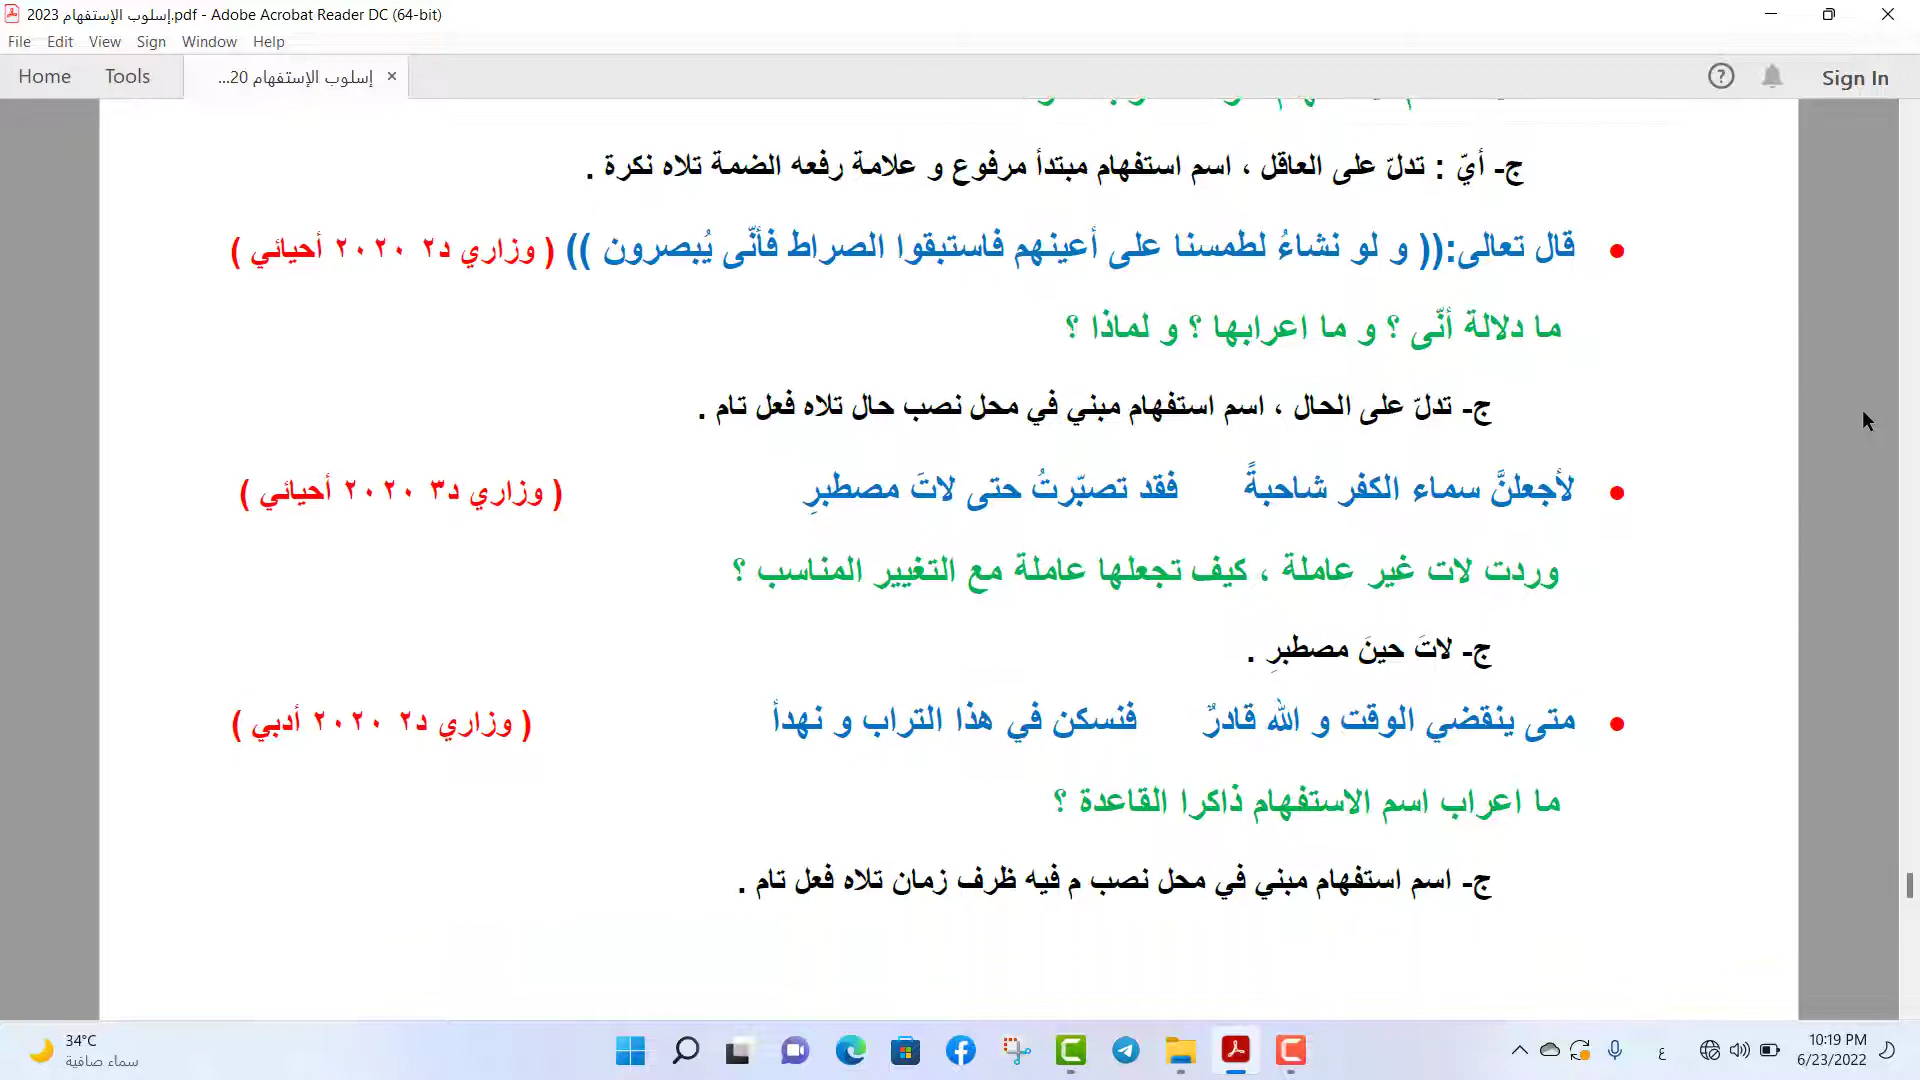 إسلوب الإستفهام 2023.pdf - Adobe Acrobat Reader DC (64-bit)
File Edit View Sign Window Help
Home Tools إسلوب الإستفهام 20... × Sign In
ج- أيّ : تدلّ على العاقل ، اسم استفهام مبتدأ مرفوع و علامة رفعه الضمة تلاه نكرة .
• قال تعالى:(( و لو نشاءُ لطمسنا على أعينهم فاستبقوا الصراط فأنّى يُبصرون )) ( وزاري د٢ ٢٠٢٠ أحيائي )
ما دلالة أنّى ؟ و ما اعرابها ؟ و لماذا ؟
ج- تدلّ على الحال ، اسم استفهام مبني في محل نصب حال تلاه فعل تام .
• لأجعلنَّ سماء الكفر شاحبةً فقد تصبّرتُ حتى لاتَ مصطبرِ ( وزاري د٣ ٢٠٢٠ أحيائي )
وردت لات غير عاملة ، كيف تجعلها عاملة مع التغيير المناسب ؟
ج- لاتَ حينَ مصطبرِ .
• متى ينقضي الوقت و الله قادرٌ فنسكن في هذا التراب و نهدأ ( وزاري د٢ ٢٠٢٠ أدبي )
ما اعراب اسم الاستفهام ذاكرا القاعدة ؟
ج- اسم استفهام مبني في محل نصب م فيه ظرف زمان تلاه فعل تام .
34°C
سماء صافية
ع
10:19 PM
6/23/2022